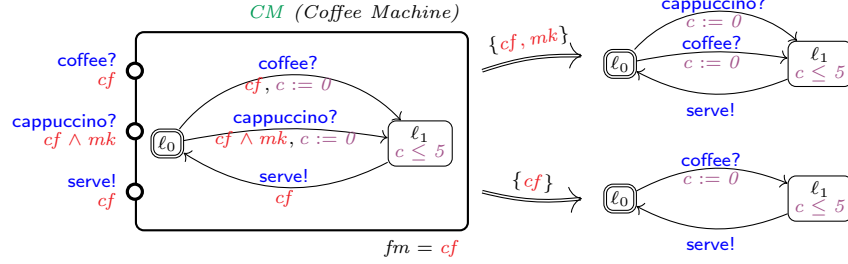 CM (Coffee Machine)
coffee?
cf
cappuccino?
cf ∧ mk
serve!
cf
ℓ0
coffee?
cf, c := 0
cappuccino?
cf ∧ mk, c := 0
serve!
cf
ℓ1
c ≤ 5
fm = cf
{cf, mk}
cappuccino?
c := 0
coffee?
c := 0
ℓ0
ℓ1
c ≤ 5
serve!
{cf}
coffee?
c := 0
ℓ0
ℓ1
c ≤ 5
serve!